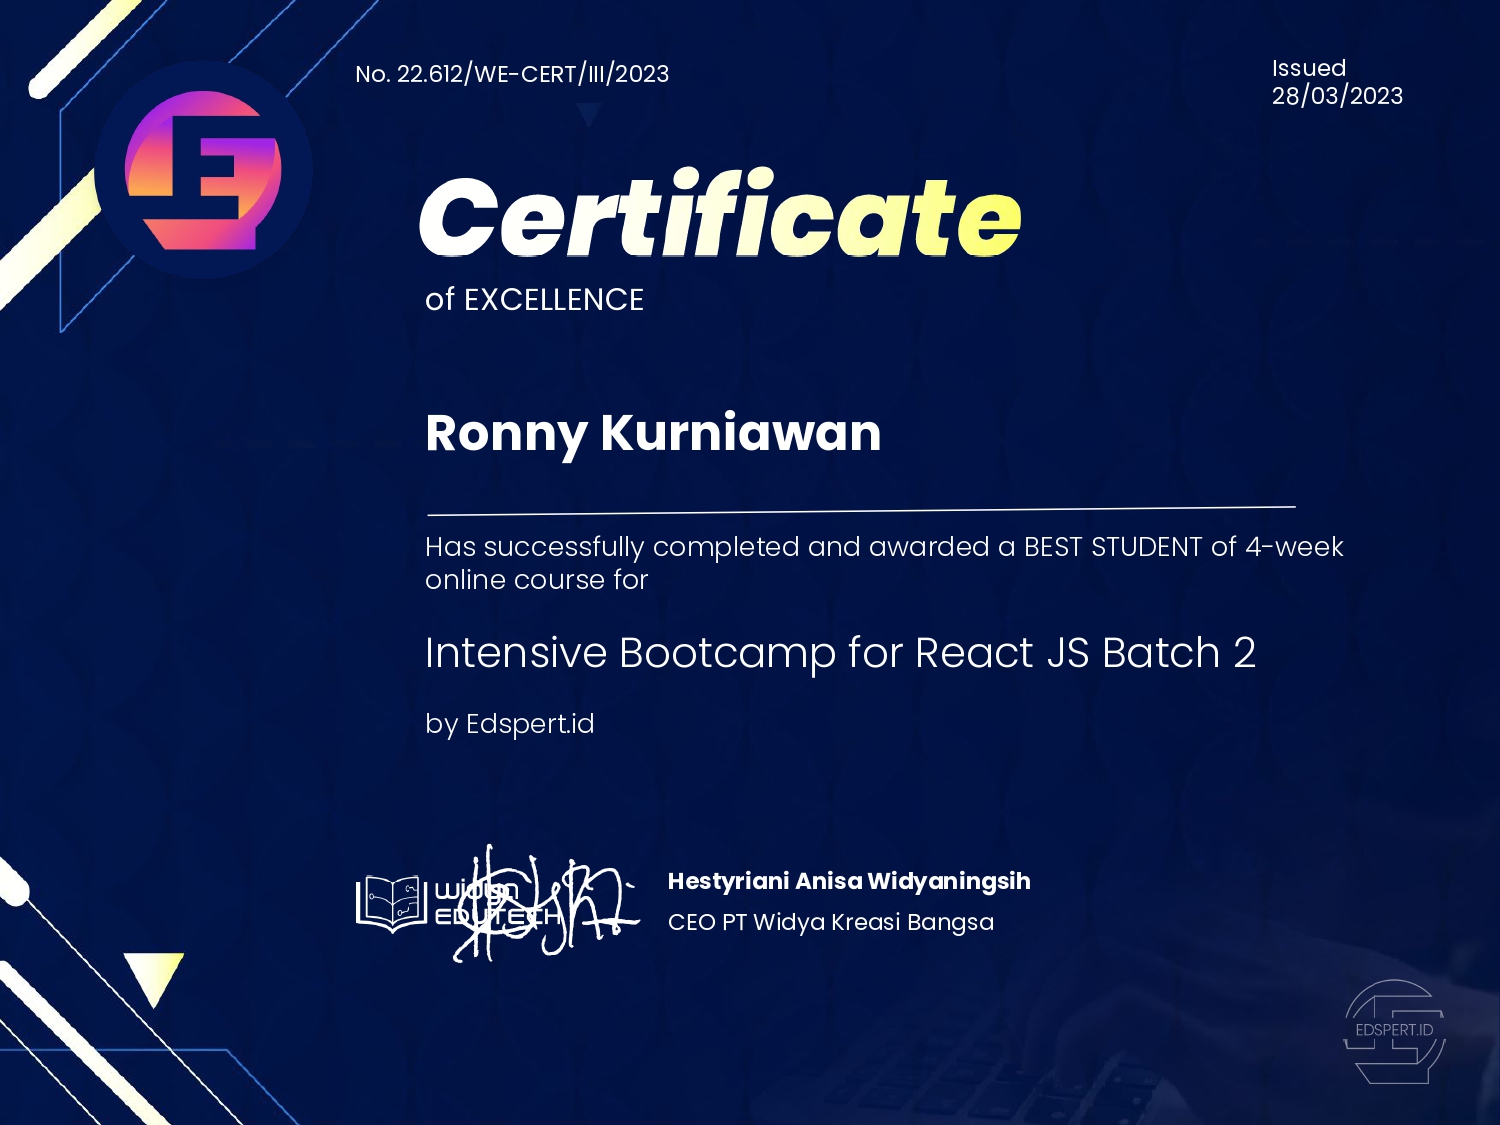 No. 22.612/WE-CERT/III/2023
Issued
28/03/2023
Certificate
of EXCELLENCE
Ronny Kurniawan
Has successfully completed and awarded a BEST STUDENT of 4-week
online course for
Intensive Bootcamp for React JS Batch 2
by Edspert.id
Widya
EDUTECH
Hestyriani Anisa Widyaningsih
CEO PT Widya Kreasi Bangsa
EDSPERT.ID